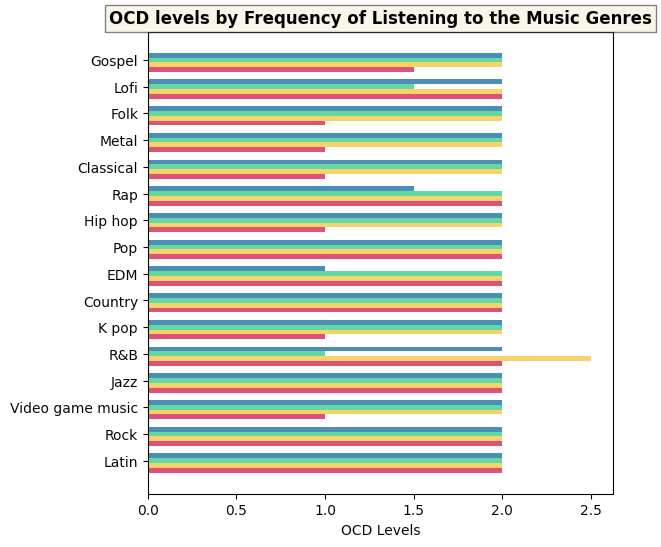 OCD levels by Frequency of Listening to the Music Genres
Gospel
Lofi
Folk
Metal
Classical
Rap
Hip hop
Pop
EDM
Country
K pop
R&B
Jazz
Video game music
Rock
Latin
0.0 0.5 1.0 1.5 2.0 2.5
OCD Levels